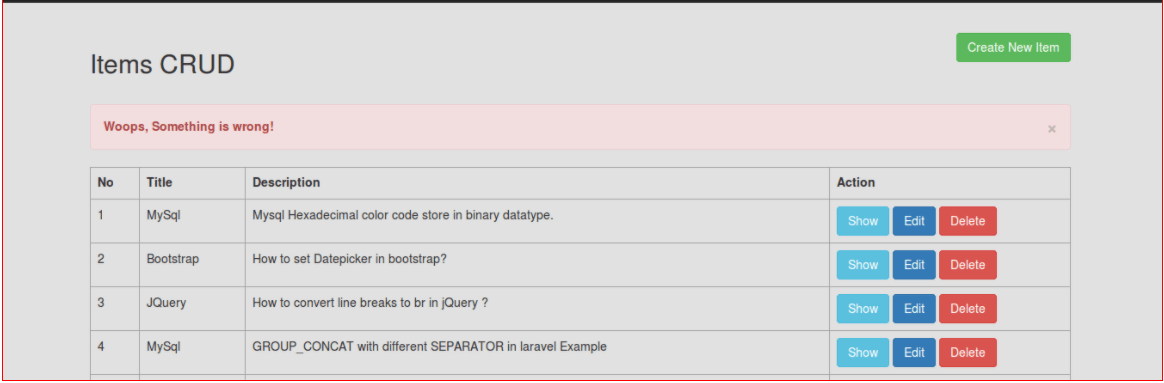 Create New Item
Items CRUD
Woops, Something is wrong! ×
No Title Description Action
1 MySql Mysql Hexadecimal color code store in binary datatype. Show Edit Delete
2 Bootstrap How to set Datepicker in bootstrap? Show Edit Delete
3 JQuery How to convert line breaks to br in jQuery ? Show Edit Delete
4 MySql GROUP_CONCAT with different SEPARATOR in laravel Example Show Edit Delete